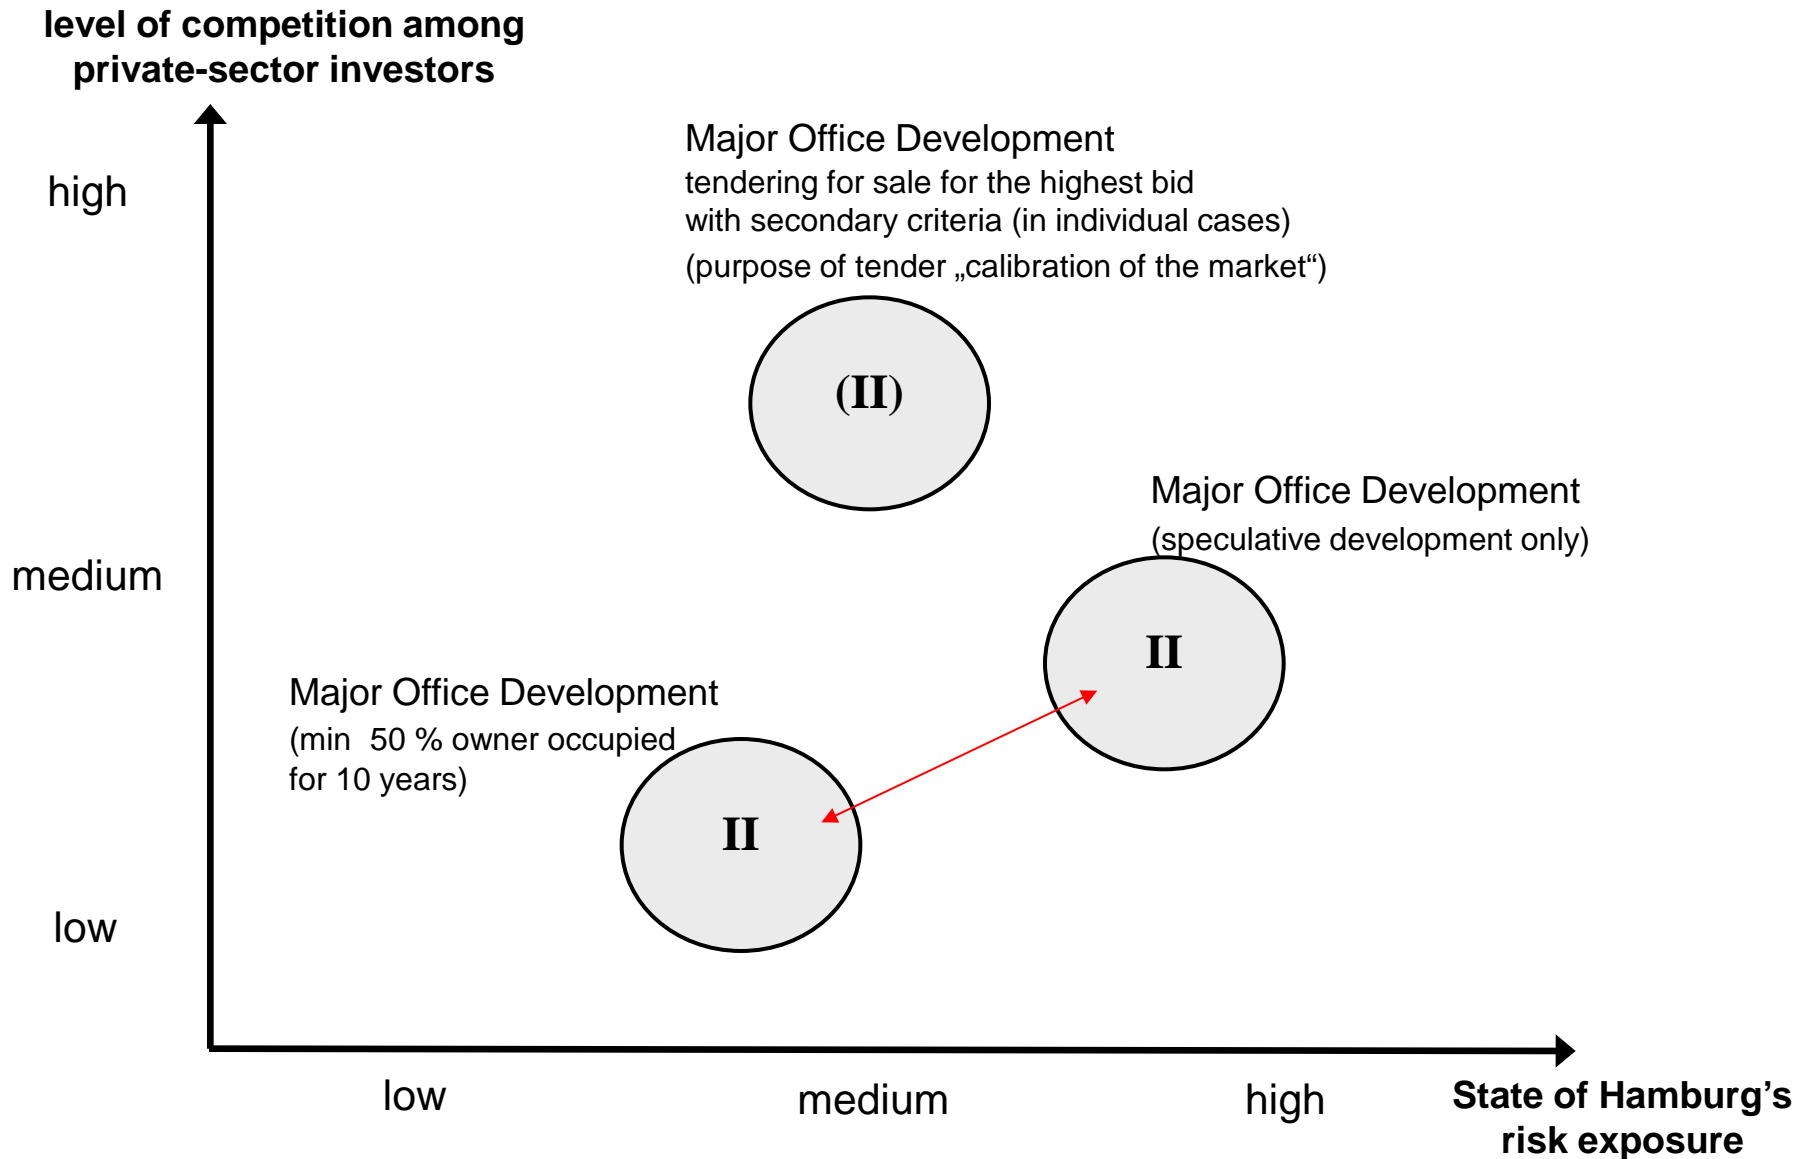 level of competition among
private-sector investors
high
medium
low
Major Office Development
tendering for sale for the highest bid
with secondary criteria (in individual cases)
(purpose of tender „calibration of the market“)
(II)
Major Office Development
(speculative development only)
II
Major Office Development
(min  50 % owner occupied
for 10 years)
II
low
medium
high
State of Hamburg’s
risk exposure